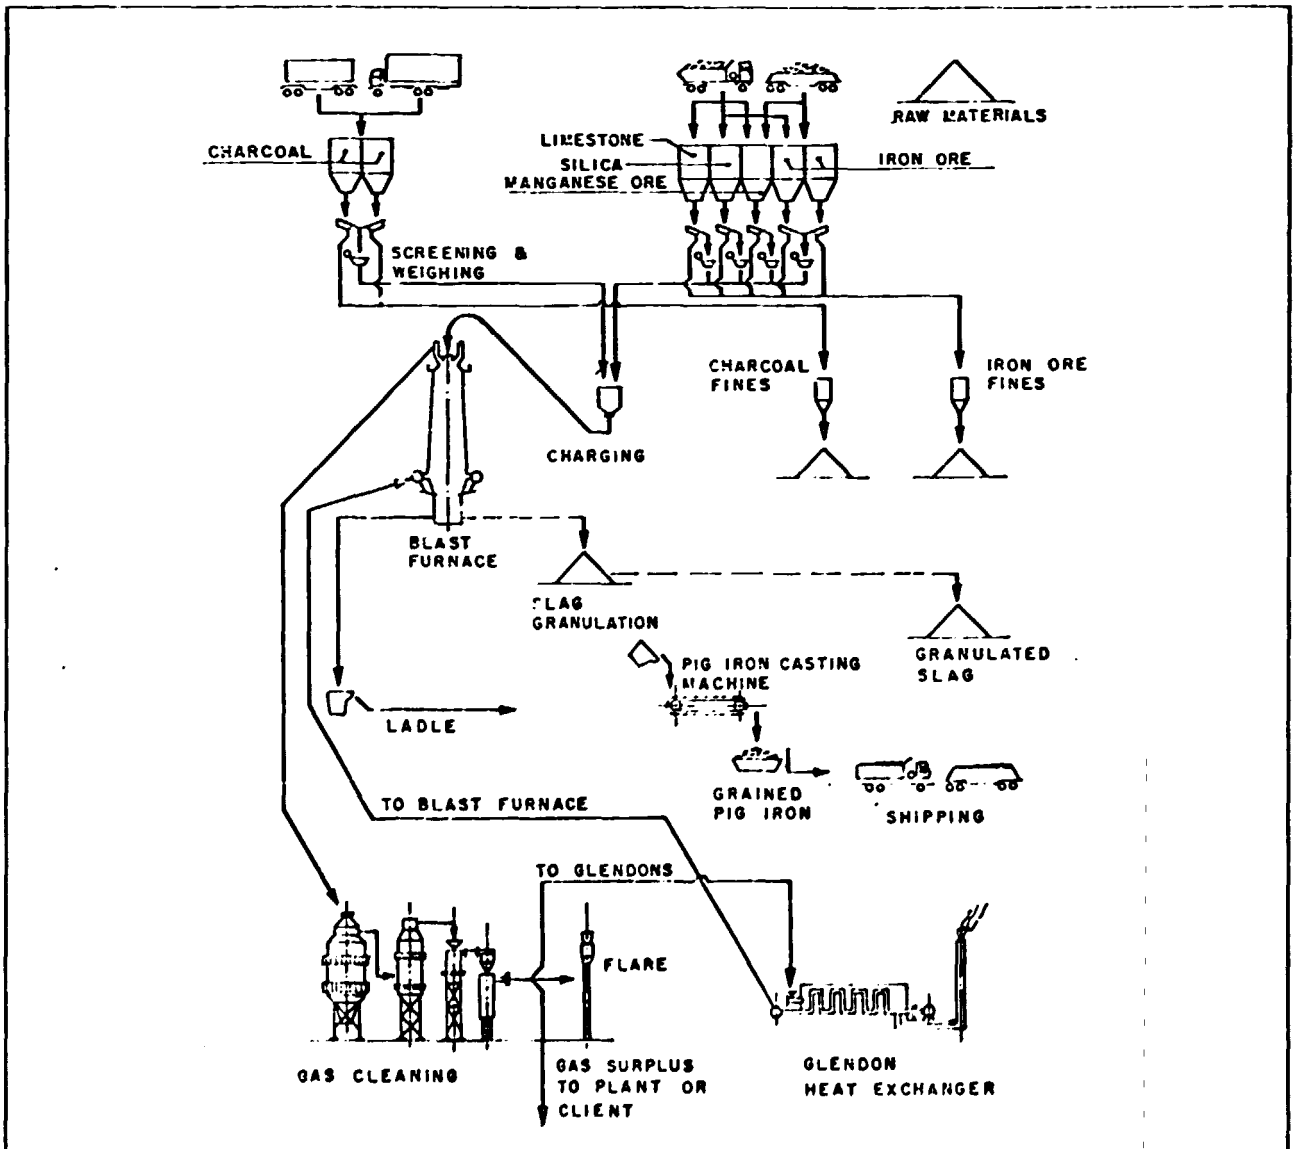 RAW MATERIALS
CHARCOAL
LIMESTONE
SILICA
MANGANESE ORE
IRON ORE
SCREENING &
WEIGHING
CHARCOAL
FINES
IRON ORE
FINES
CHARGING
BLAST
FURNACE
SLAG
GRANULATION
GRANULATED
SLAG
PIG IRON CASTING
MACHINE
LADLE
GRAINED
PIG IRON
SHIPPING
TO BLAST FURNACE
TO GLENDONS
FLARE
GAS CLEANING
GAS SURPLUS
TO PLANT OR
CLIENT
GLENDON
HEAT EXCHANGER